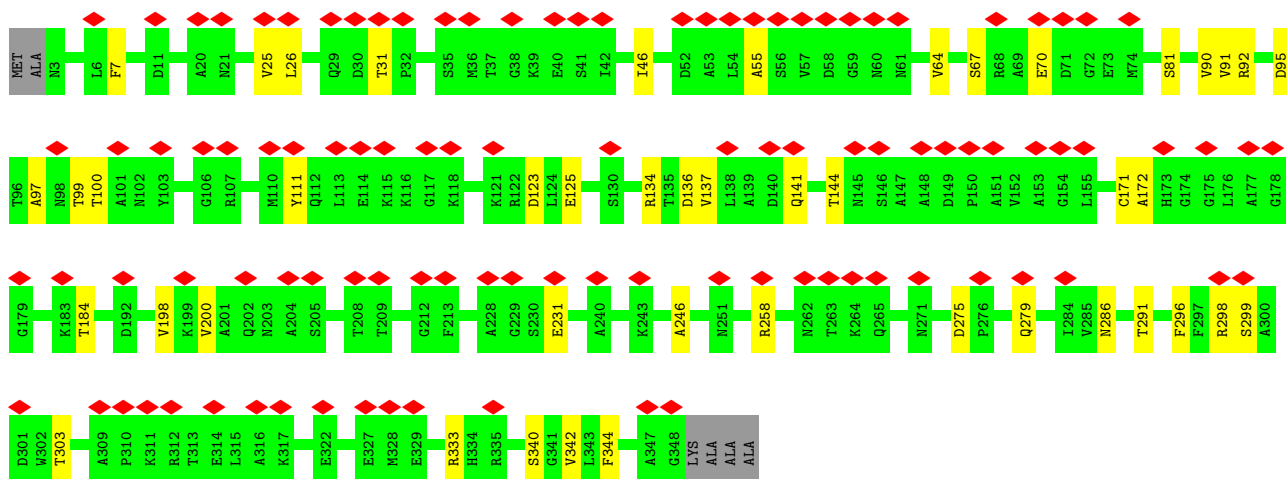 MET ALA N3 L6 F7 D11 A20 N21 V25 L26 Q29 D30 T31 P32 S35 M36 T37 G38 K39 E40 S41 I42 I46 D52 A53 L54 A55 S56 V57 D58 G59 N60 N61 V64 S67 R68 A69 E70 D71 G72 E73 M74 S81 V90 V91 R92 D95
T96 A97 N98 T99 T100 A101 N102 Y103 G106 R107 M110 Y111 Q112 L113 E114 K115 K116 G117 K118 K121 R122 D123 L124 E125 S130 R134 T135 D136 V137 L138 A139 D140 Q141 T144 N145 S146 A147 A148 D149 P150 A151 V152 A153 G154 L155 C171 A172 H173 G174 G175 L176 A177 G178
G179 K183 T184 D192 V198 K199 V200 A201 Q202 N203 A204 S205 T208 T209 G212 F213 A228 G229 S230 E231 A240 K243 A246 N251 R258 N262 T263 K264 Q265 N271 D275 P276 Q279 I284 V285 N286 T291 F296 F297 R298 S299 A300
D301 W302 T303 A309 P310 K311 R312 T313 E314 L315 A316 K317 E322 E327 M328 E329 R333 H334 R335 S340 G341 V342 L343 F344 A347 G348 LYS ALA ALA ALA